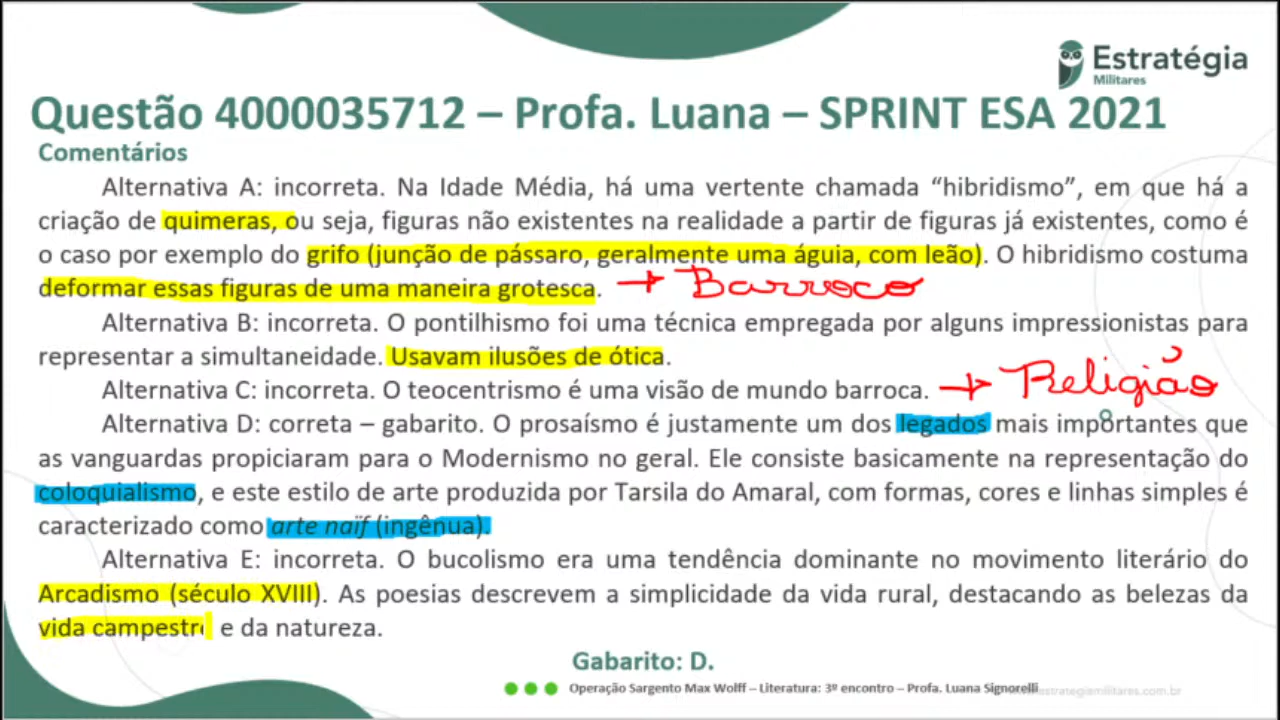 Estratégia
Militares
Questão 4000035712 – Profa. Luana – SPRINT ESA 2021
Comentários
Alternativa A: incorreta. Na Idade Média, há uma vertente chamada “hibridismo”, em que há a
criação de quimeras, ou seja, figuras não existentes na realidade a partir de figuras já existentes, como é
o caso por exemplo do grifo (junção de pássaro, geralmente uma águia, com leão). O hibridismo costuma
deformar essas figuras de uma maneira grotesca. → Barroco
Alternativa B: incorreta. O pontilhismo foi uma técnica empregada por alguns impressionistas para
representar a simultaneidade. Usavam ilusões de ótica.
Alternativa C: incorreta. O teocentrismo é uma visão de mundo barroca. → Religião
Alternativa D: correta – gabarito. O prosaísmo é justamente um dos legados mais importantes que
as vanguardas propiciaram para o Modernismo no geral. Ele consiste basicamente na representação do
coloquialismo, e este estilo de arte produzida por Tarsila do Amaral, com formas, cores e linhas simples é
caracterizado como arte naïf (ingênua).
Alternativa E: incorreta. O bucolismo era uma tendência dominante no movimento literário do
Arcadismo (século XVIII). As poesias descrevem a simplicidade da vida rural, destacando as belezas da
vida campestre e da natureza.
Gabarito: D.
Operação Sargento Max Wolff – Literatura: 3º encontro – Profa. Luana Signorelli